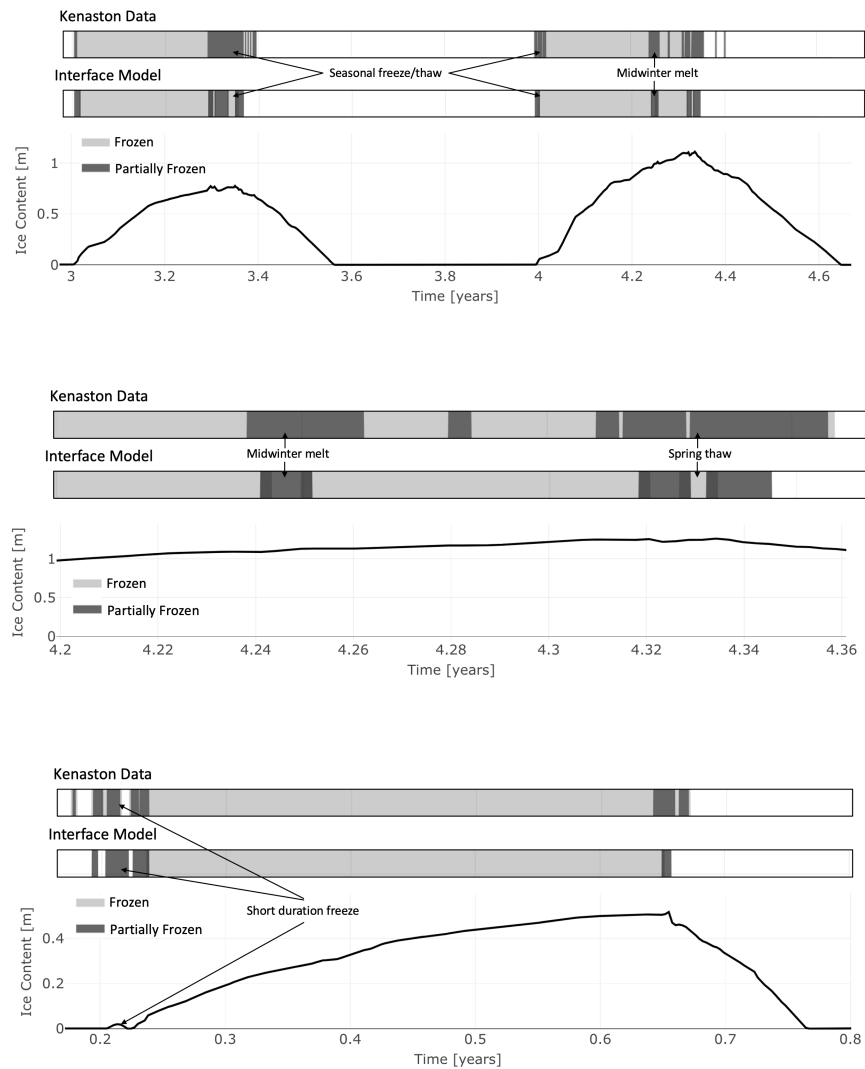 Kenaston Data
Interface Model
Seasonal freeze/thaw
Midwinter melt
Frozen
Partially Frozen
Ice Content [m]
1
0.5
0
3 3.2 3.4 3.6 3.8 4 4.2 4.4 4.6
Time [years]
Kenaston Data
Interface Model
Midwinter melt
Spring thaw
Frozen
Partially Frozen
Ice Content [m]
1
0.5
0
4.2 4.22 4.24 4.26 4.28 4.3 4.32 4.34 4.36
Time [years]
Kenaston Data
Interface Model
Short duration freeze
Frozen
Partially Frozen
Ice Content [m]
0.4
0.2
0
0.2 0.3 0.4 0.5 0.6 0.7 0.8
Time [years]